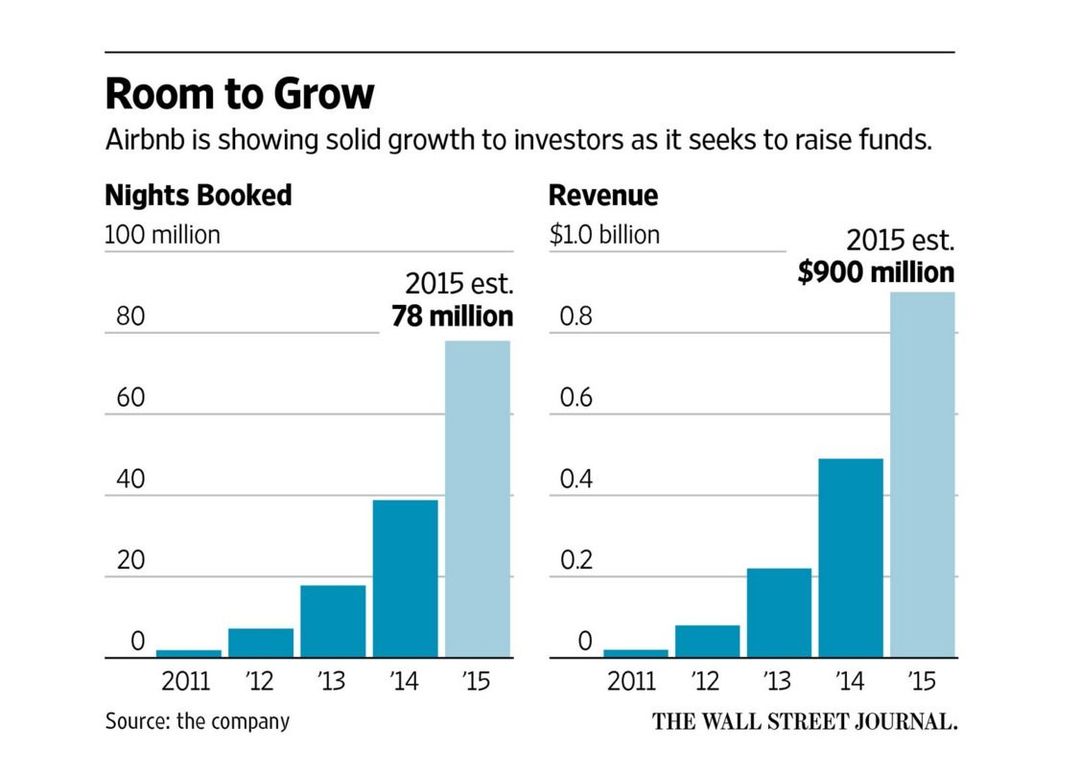 Room to Grow
Airbnb is showing solid growth to investors as it seeks to raise funds.
Nights Booked
100 million
2015 est.
78 million
80
60
40
20
0
2011 ’12 ’13 ’14 ’15
Revenue
$1.0 billion
2015 est.
$900 million
0.8
0.6
0.4
0.2
0
2011 ’12 ’13 ’14 ’15
Source: the company
THE WALL STREET JOURNAL.